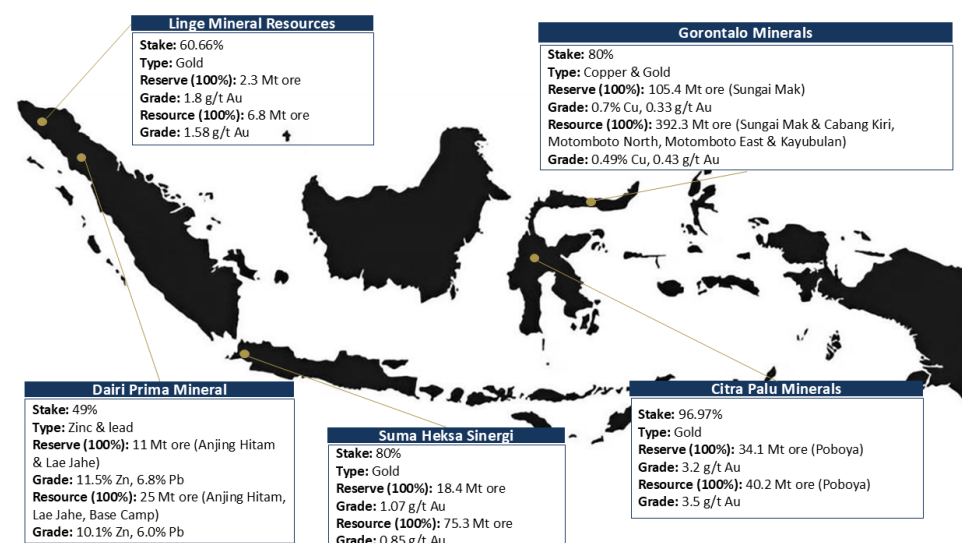 Linge Mineral Resources
Stake: 60.66%
Type: Gold
Reserve (100%): 2.3 Mt ore
Grade: 1.8 g/t Au
Resource (100%): 6.8 Mt ore
Grade: 1.58 g/t Au
Gorontalo Minerals
Stake: 80%
Type: Copper & Gold
Reserve (100%): 105.4 Mt ore (Sungai Mak)
Grade: 0.7% Cu, 0.33 g/t Au
Resource (100%): 392.3 Mt ore (Sungai Mak & Cabang Kiri,
Motomboto North, Motomboto East & Kayubulan)
Grade: 0.49% Cu, 0.43 g/t Au
Dairi Prima Mineral
Stake: 49%
Type: Zinc & lead
Reserve (100%): 11 Mt ore (Anjing Hitam
& Lae Jahe)
Grade: 11.5% Zn, 6.8% Pb
Resource (100%): 25 Mt ore (Anjing Hitam,
Lae Jahe, Base Camp)
Grade: 10.1% Zn, 6.0% Pb
Suma Heksa Sinergi
Stake: 80%
Type: Gold
Reserve (100%): 18.4 Mt ore
Grade: 1.07 g/t Au
Resource (100%): 75.3 Mt ore
Grade: 0.85 g/t Au
Citra Palu Minerals
Stake: 96.97%
Type: Gold
Reserve (100%): 34.1 Mt ore (Poboya)
Grade: 3.2 g/t Au
Resource (100%): 40.2 Mt ore (Poboya)
Grade: 3.5 g/t Au